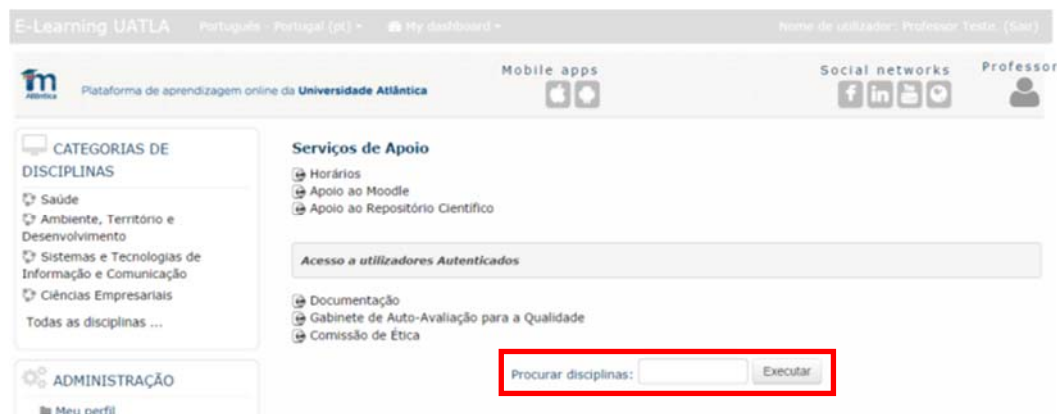 E-Learning UATLA Português - Portugal (pt) My dashboard Nome de utilizador: Professor Teste. (Sair)
Atlântica
Plataforma de aprendizagem online da Universidade Atlântica
Mobile apps
Social networks
Professor
CATEGORIAS DE
DISCIPLINAS
Saúde
Ambiente, Território e
Desenvolvimento
Sistemas e Tecnologias de
Informação e Comunicação
Ciências Empresariais
Todas as disciplinas ...
ADMINISTRAÇÃO
Meu perfil
Serviços de Apoio
Horários
Apoio ao Moodle
Apoio ao Repositório Científico
Acesso a utilizadores Autenticados
Documentação
Gabinete de Auto-Avaliação para a Qualidade
Comissão de Ética
Procurar disciplinas: Executar